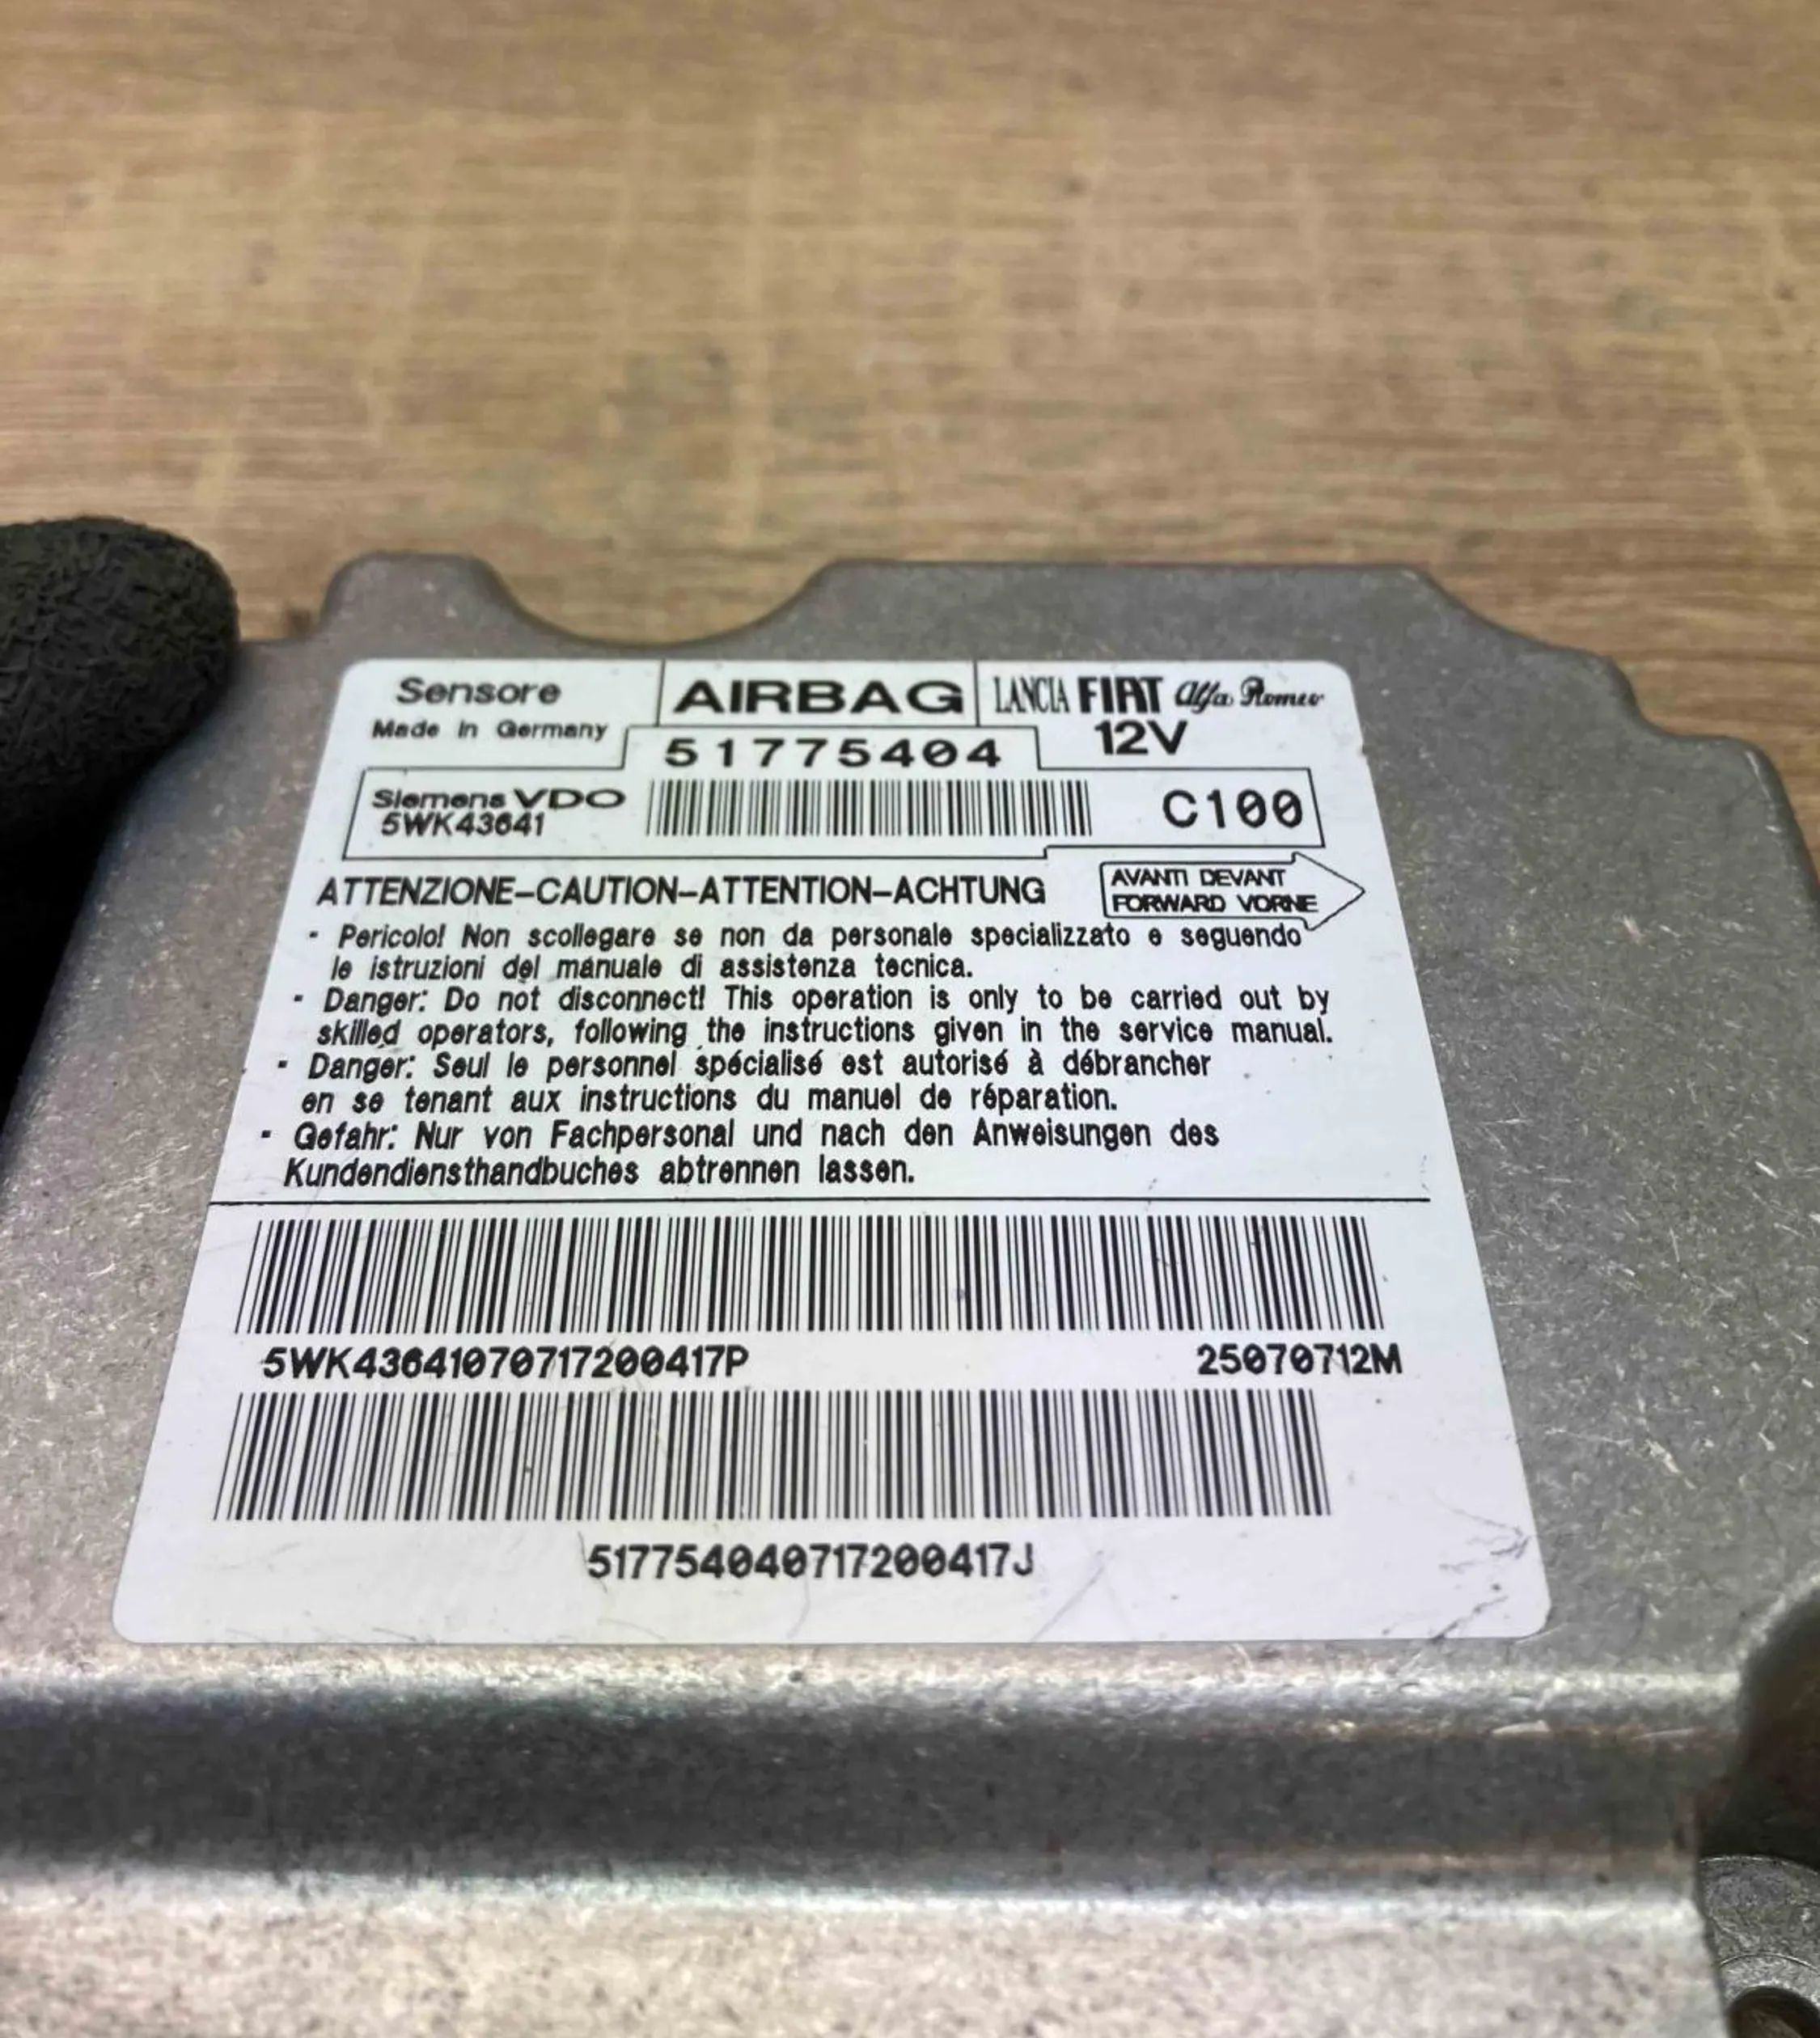 Sensore AIRBAG LANCIA FIAT Alfa Romeo
Made in Germany 51775404 12V
Siemens VDO C100
5WK43641
ATTENZIONE-CAUTION-ATTENTION-ACHTUNG
AVANTI DEVANT
FORWARD VORNE
- Pericolo! Non scollegare se non da personale specializzato e seguendo
le istruzioni del manuale di assistenza tecnica.
- Danger: Do not disconnect! This operation is only to be carried out by
skilled operators, following the instructions given in the service manual.
- Danger: Seul le personnel spécialisé est autorisé à débrancher
en se tenant aux instructions du manuel de réparation.
- Gefahr: Nur von Fachpersonal und nach den Anweisungen des
Kundendiensthandbuches abtrennen lassen.
5WK43641070717200417P 25070712M
517754040717200417J